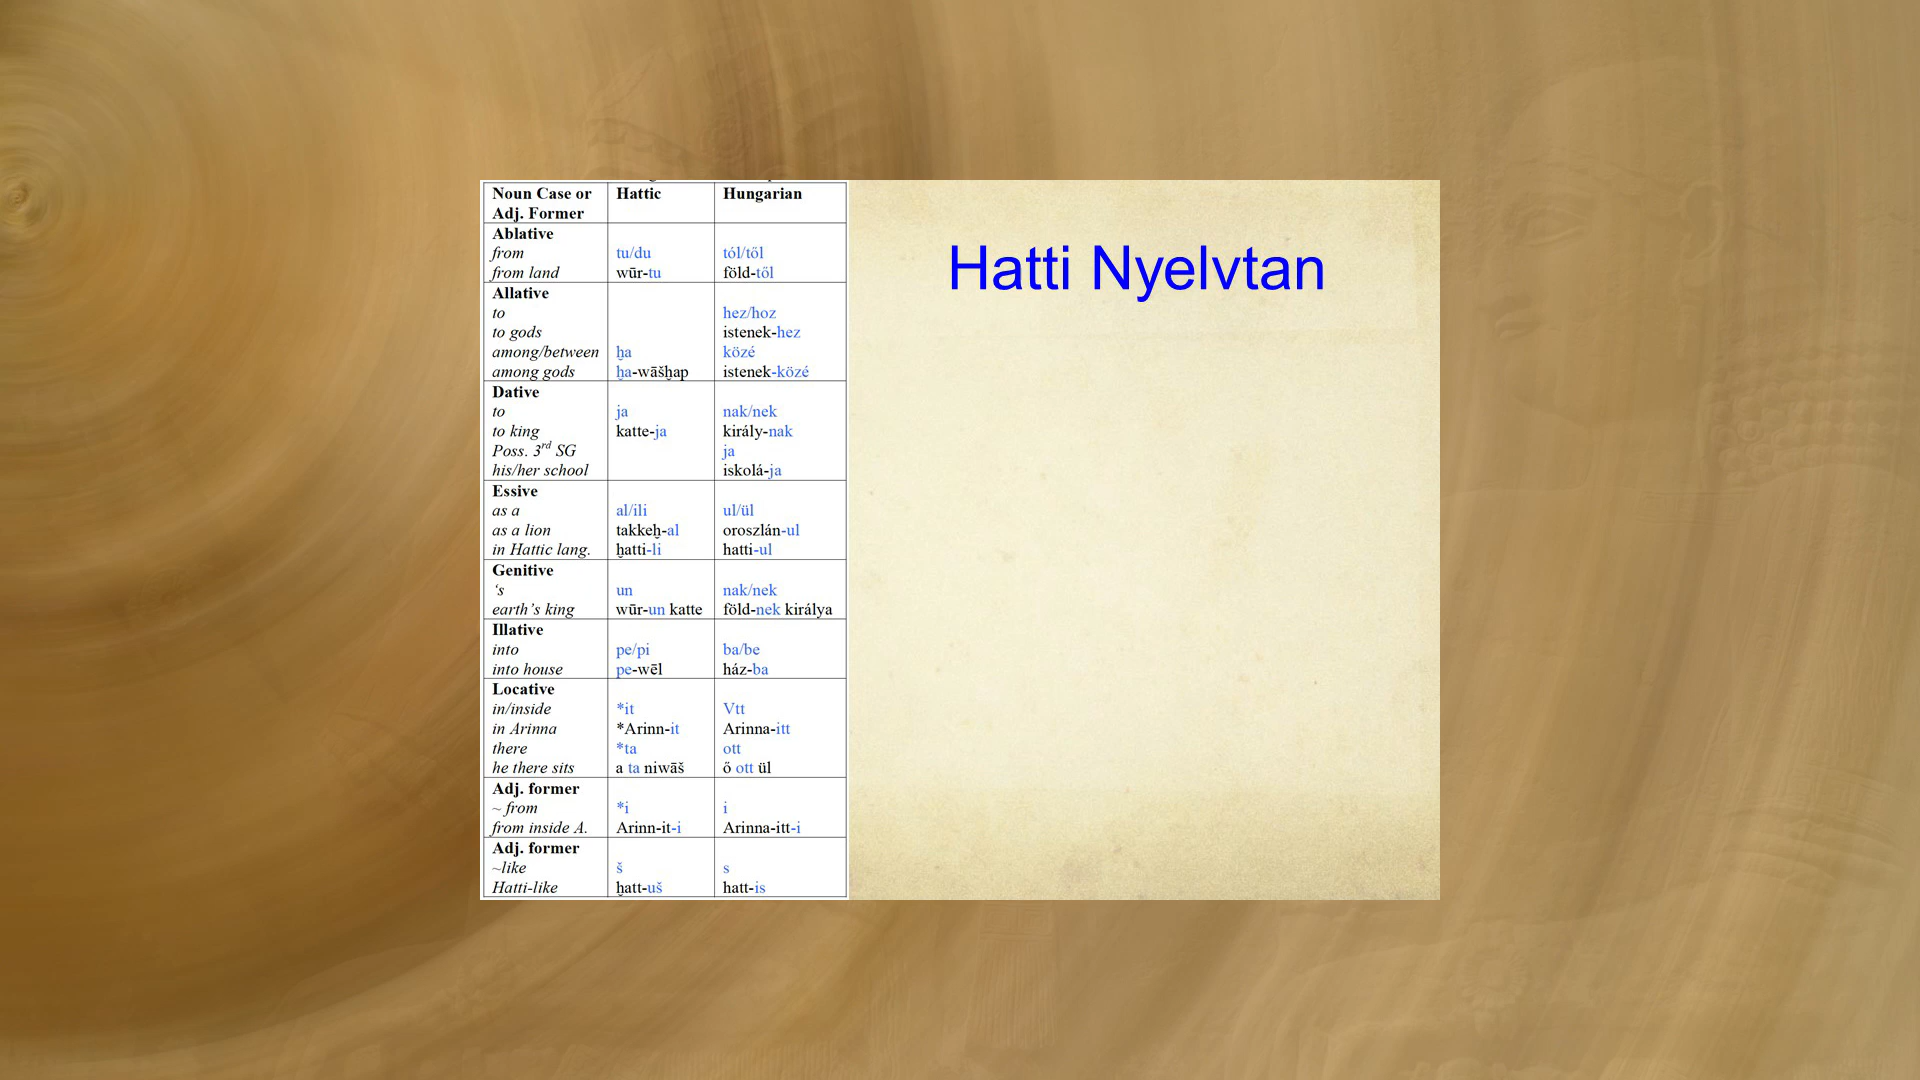 Noun Case or Hattic Hungarian
Adj. Former
Ablative
from tu/du tól/től
from land wūr-tu föld-től
Allative
to hez/hoz
to gods istenek-hez
among/between ḫa közé
among gods ḫa-wāšḫap istenek-közé
Dative
to ja nak/nek
to king katte-ja király-nak
Poss. 3rd SG ja
his/her school iskolá-ja
Essive
as a al/ili ul/ül
as a lion takkeḫ-al oroszlán-ul
in Hattic lang. ḫatti-li hatti-ul
Genitive
‘s un nak/nek
earth’s king wūr-un katte föld-nek királya
Illative
into pe/pi ba/be
into house pe-wēl ház-ba
Locative
in/inside *it Vtt
in Arinna *Arinn-it Arinna-itt
there *ta ott
he there sits a ta niwāš ő ott ül
Adj. former
~ from *i i
from inside A. Arinn-it-i Arinna-itt-i
Adj. former
~like š s
Hatti-like ḫatt-uš hatt-is
Hatti Nyelvtan